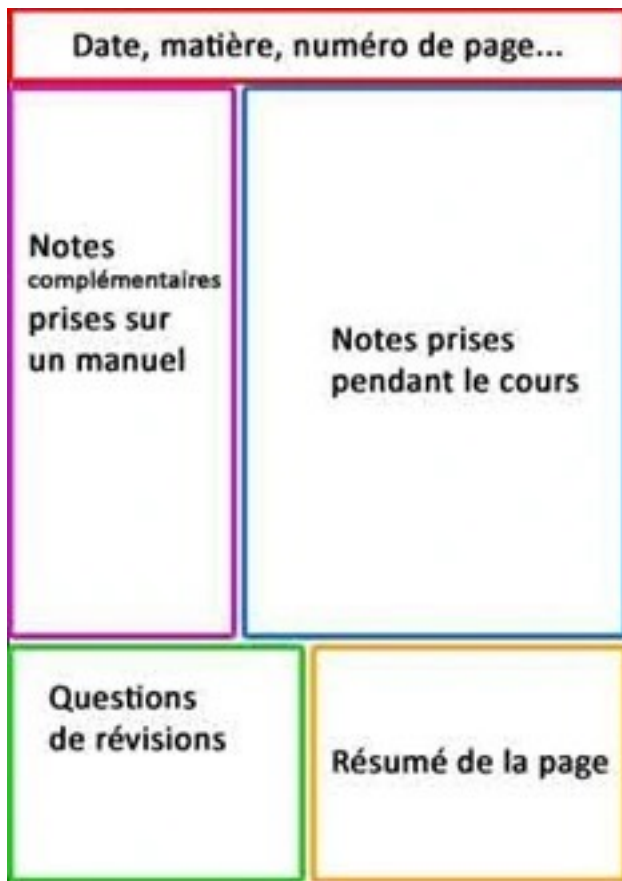 Date, matière, numéro de page...
Notes
complémentaires
prises sur
un manuel
Notes prises
pendant le cours
Questions
de révisions
Résumé de la page